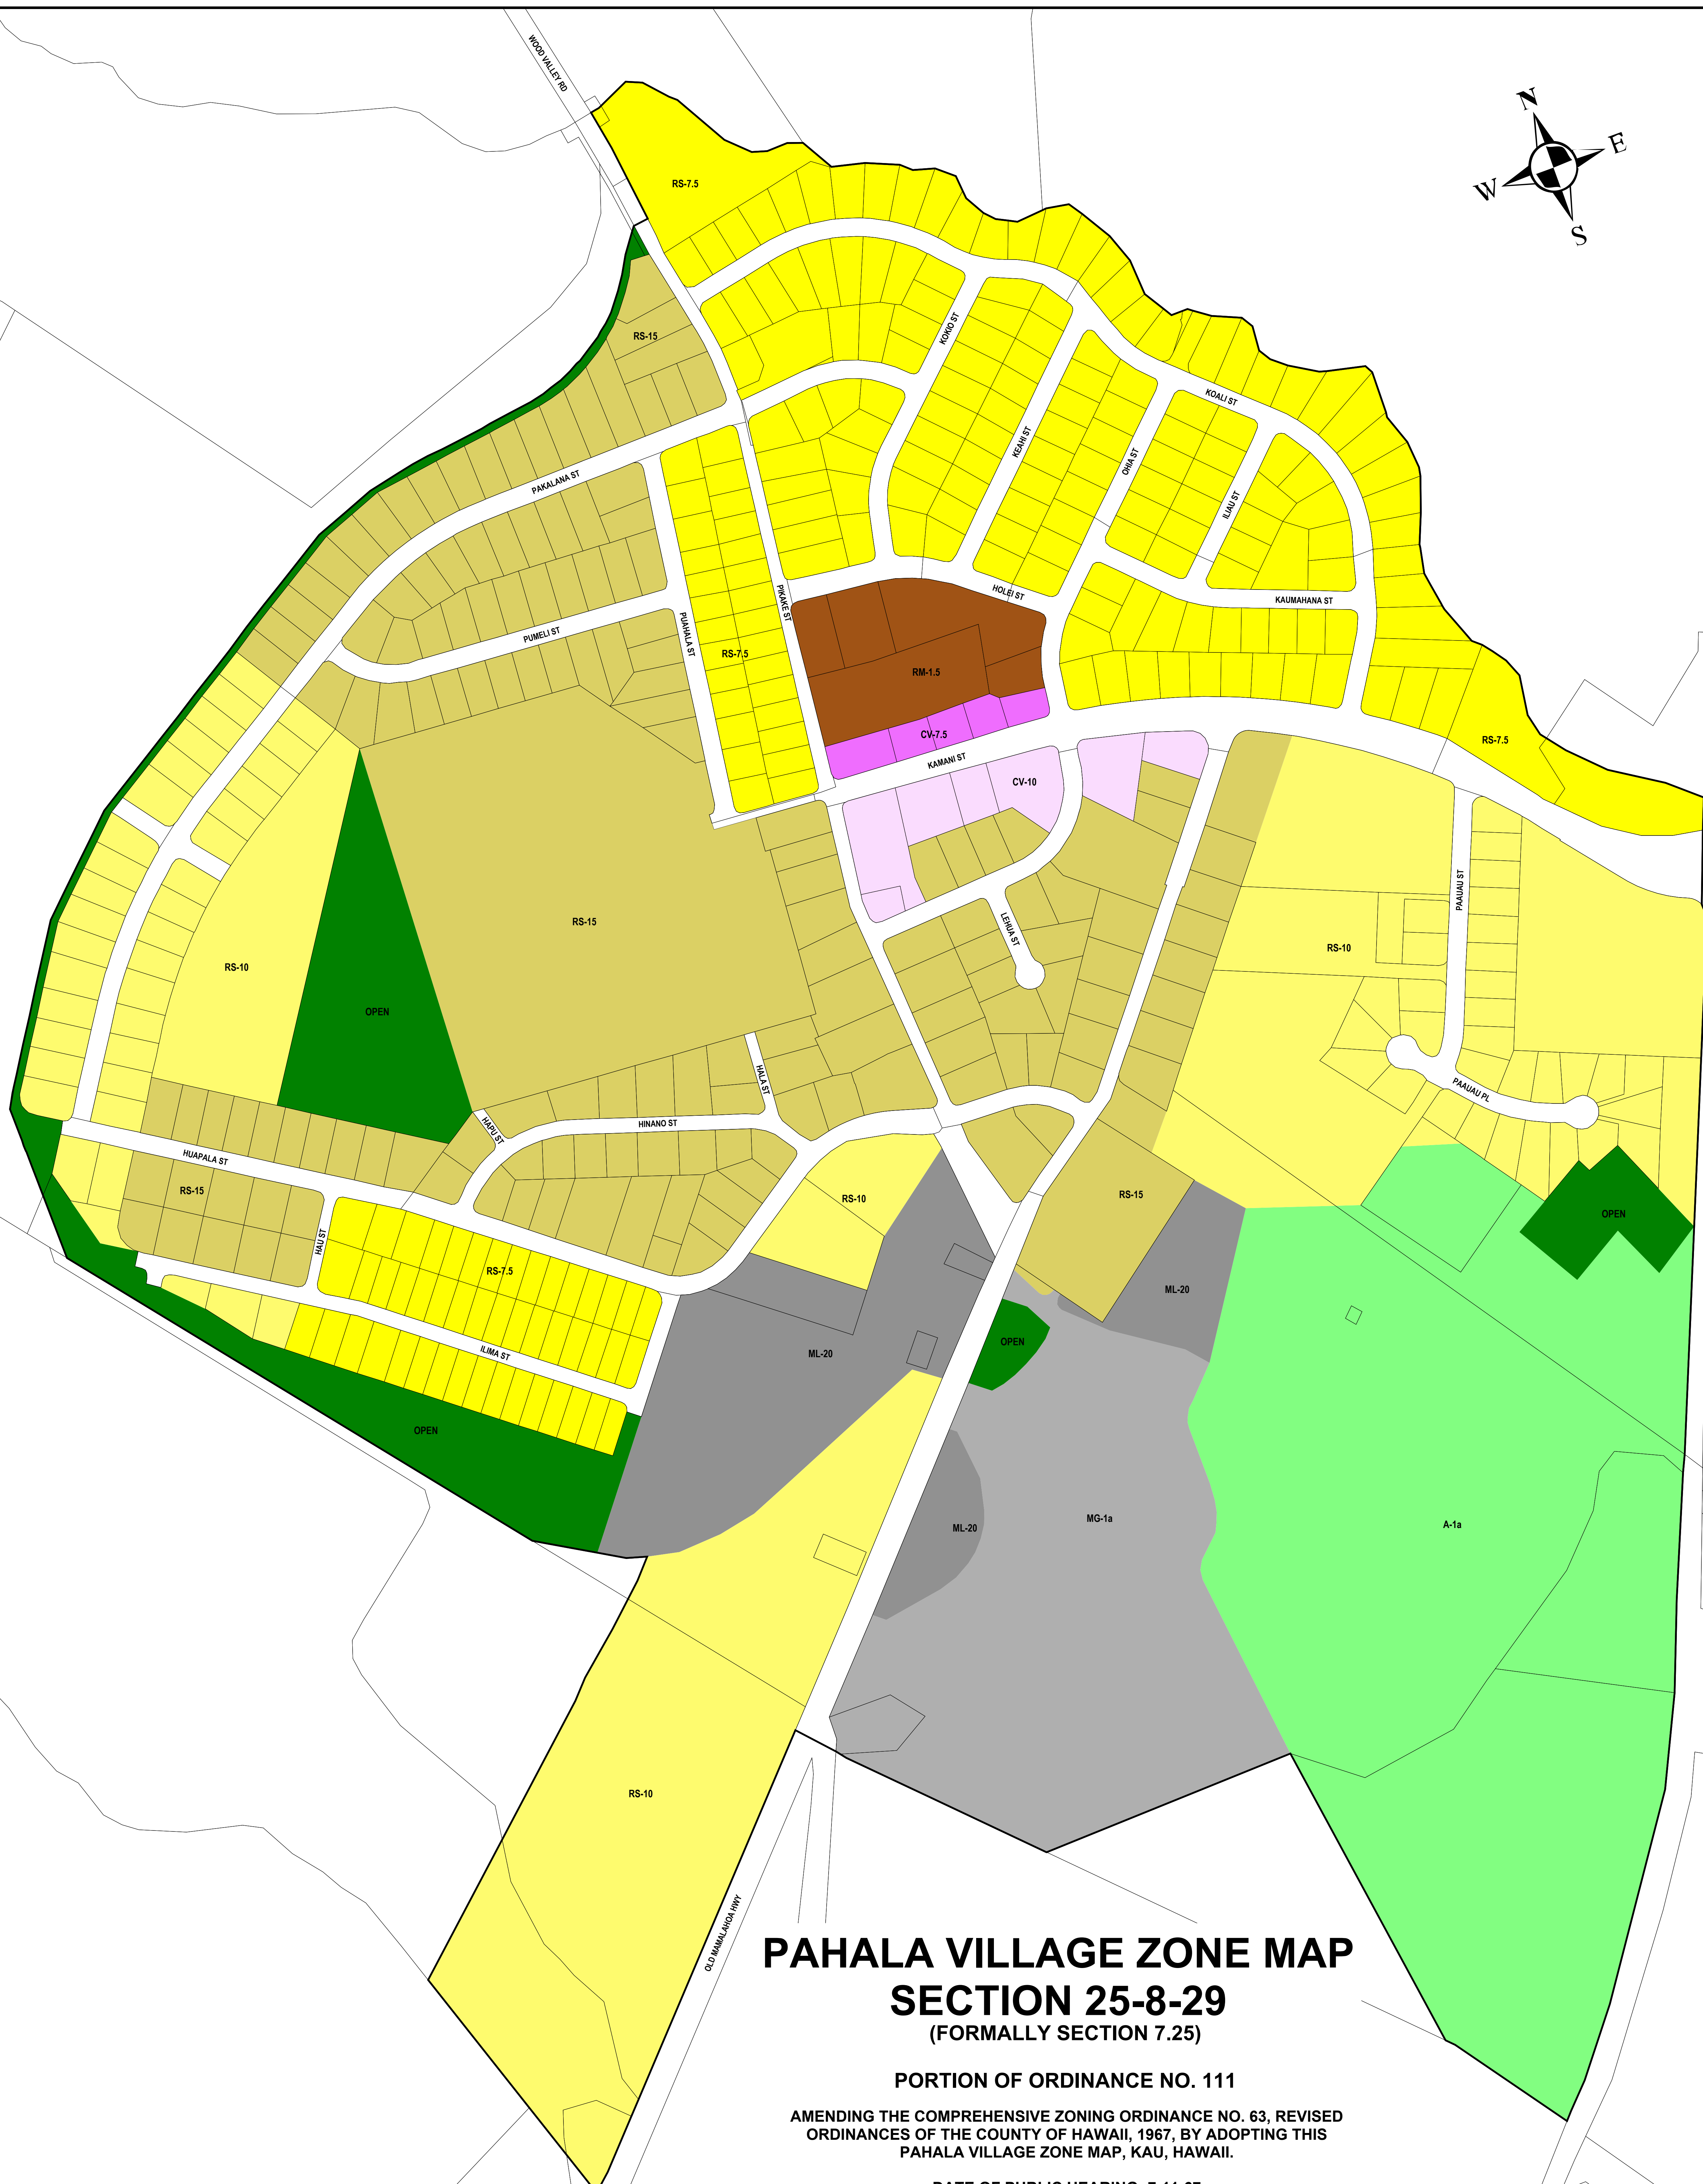 WOOD VALLEY RD
N
E
W
S
RS-7.5
RS-15
KOKIO ST
KOALI ST
KEAHI ST
OHIA ST
PAKALANA ST
ILIAU ST
PIKAKE ST
HOLEI ST
KAUMAHANA ST
PUAHALA ST
PUMELI ST
RS-7.5
RM-1.5
CV-7.5
RS-7.5
KAMANI ST
CV-10
PAAUAU ST
RS-15
LEHUA ST
RS-10
RS-10
OPEN
HALA ST
PAAUAU PL
HAPU ST
HINANO ST
HUAPALA ST
RS-15
RS-10
RS-15
OPEN
HAU ST
RS-7.5
ML-20
OPEN
ILIMA ST
ML-20
OPEN
ML-20
MG-1a
A-1a
RS-10
OLD MAMALAHOA HWY
PAHALA VILLAGE ZONE MAP
SECTION 25-8-29
(FORMALLY SECTION 7.25)
PORTION OF ORDINANCE NO. 111
AMENDING THE COMPREHENSIVE ZONING ORDINANCE NO. 63, REVISED
ORDINANCES OF THE COUNTY OF HAWAII, 1967, BY ADOPTING THIS
PAHALA VILLAGE ZONE MAP, KAU, HAWAII.